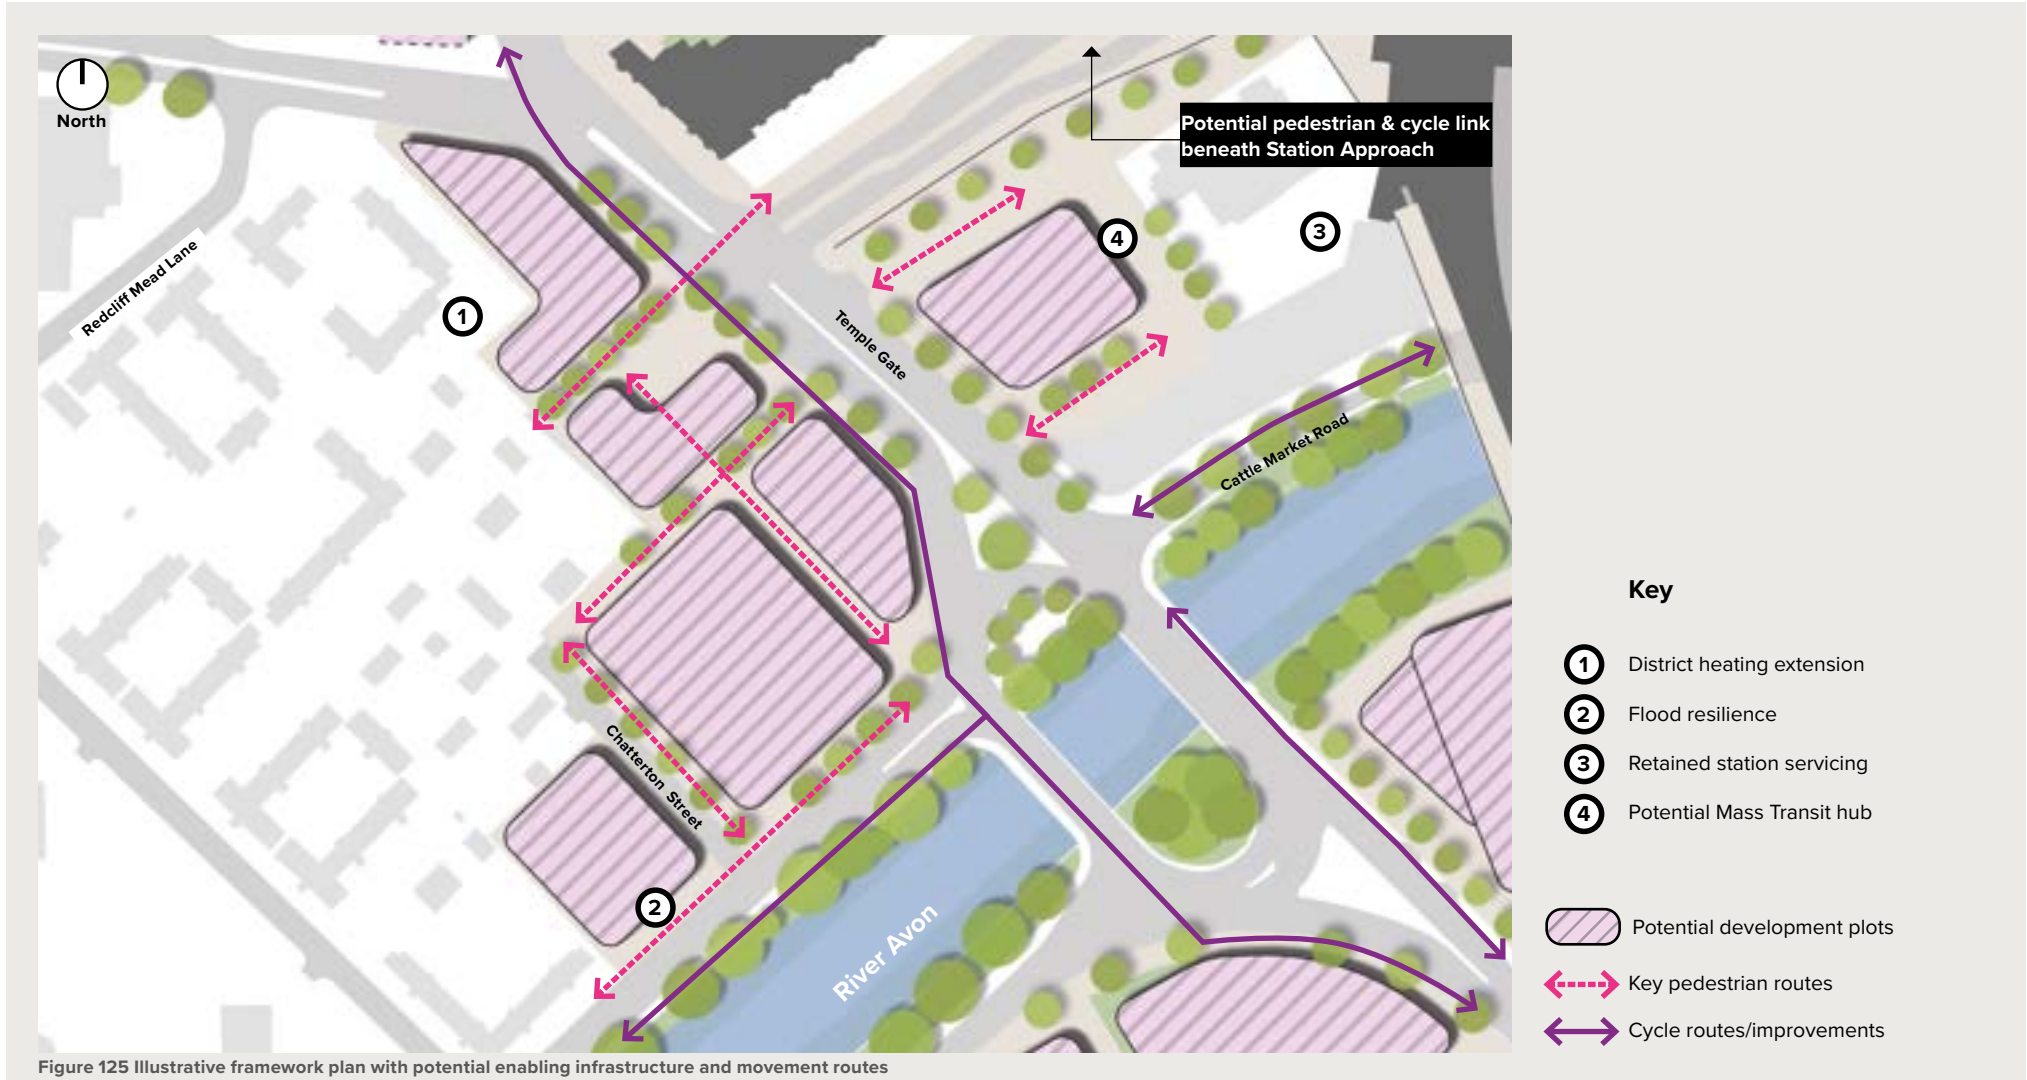 North
Potential pedestrian & cycle link
beneath Station Approach
Redcliff Mead Lane
1
4
3
Temple Gate
Cattle Market Road
Chatterton Street
2
River Avon
Key
1 District heating extension
2 Flood resilience
3 Retained station servicing
4 Potential Mass Transit hub
Potential development plots
Key pedestrian routes
Cycle routes/improvements
Figure 125 Illustrative framework plan with potential enabling infrastructure and movement routes